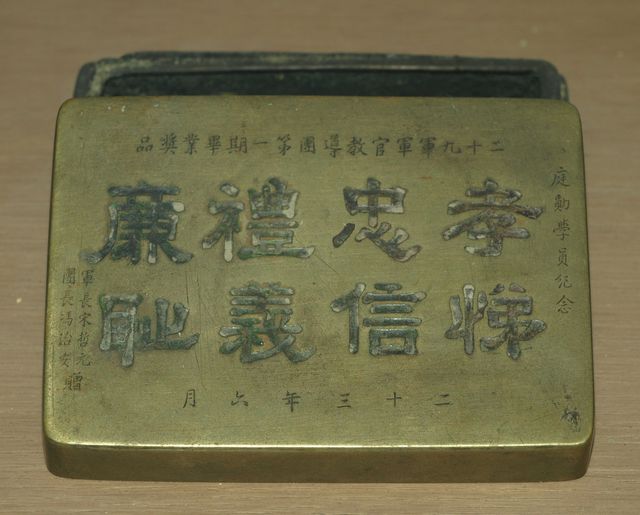 二十九軍軍官教導團第一期畢業獎品
庭勳學員紀念
孝悌
忠信
禮義
廉耻
軍長宋哲元
團長馮治安贈
二十三年六月